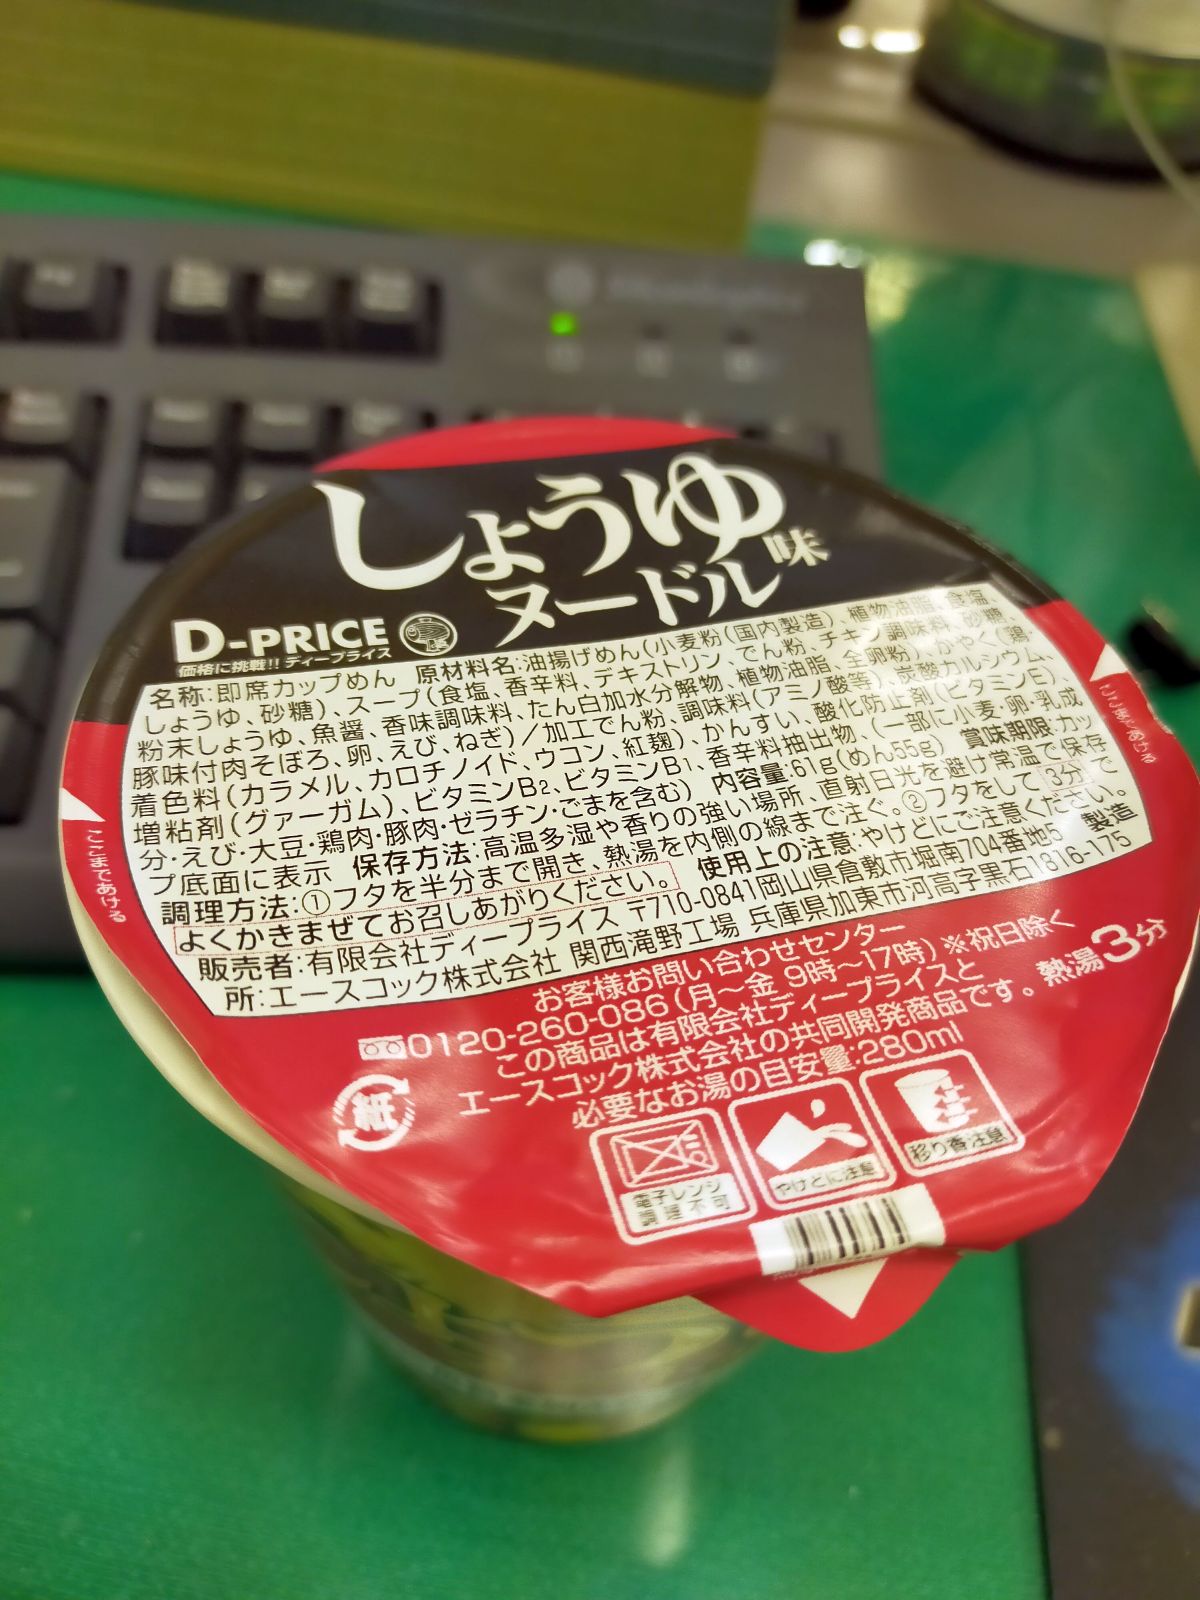 しょうゆ味
ヌードル
D-PRICE
価格に挑戦!! ディープライス
名称:即席カップめん 原材料名:油揚げめん(小麦粉(国内製造)、植物油脂、食塩、
しょうゆ、砂糖)、スープ(食塩、香辛料、デキストリン、でん粉、チキン調味料、砂糖、
粉末しょうゆ、魚醤、香味調味料、たん白加水分解物、植物油脂、全卵粉)、かやく(鶏・
豚味付肉そぼろ、卵、えび、ねぎ)/加工でん粉、調味料(アミノ酸等)、炭酸カルシウム、
着色料(カラメル、カロチノイド、ウコン、紅麹)、かんすい、酸化防止剤(ビタミンE)、
増粘剤(グァーガム)、ビタミンB2、ビタミンB1、香辛料抽出物、(一部に小麦・卵・乳成
分・えび・大豆・鶏肉・豚肉・ゼラチン・ごまを含む) 内容量:61g(めん55g) 賞味期限:カッ
プ底面に表示 保存方法:高温多湿や香りの強い場所、直射日光を避け常温で保存
調理方法:①フタを半分まで開き、熱湯を内側の線まで注ぐ。②フタをして3分で
よくかきまぜてお召しあがりください。 使用上の注意:やけどにご注意ください。
販売者:有限会社ディープライス 〒710-0841岡山県倉敷市堀南704番地5 製造
所:エースコック株式会社 関西滝野工場 兵庫県加東市河高字黒石1816-175
ここまであける
ここまであける
お客様お問い合わせセンター
0120-260-086(月〜金 9時〜17時)※祝日除く
この商品は有限会社ディープライスと
エースコック株式会社の共同開発商品です。
熱湯3分
必要なお湯の目安量:280ml
紙
電子レンジ
調理不可
やけどに注意
移り香注意